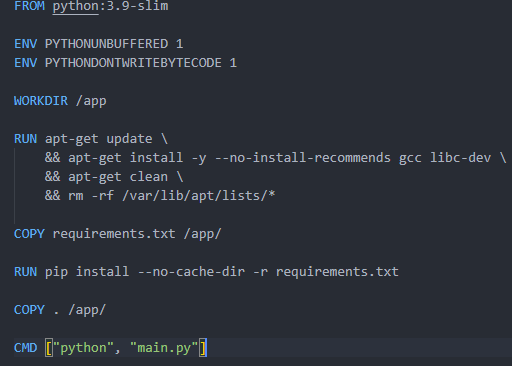 FROM python:3.9-slim
ENV PYTHONUNBUFFERED 1
ENV PYTHONDONTWRITEBYTECODE 1
WORKDIR /app
RUN apt-get update \
    && apt-get install -y --no-install-recommends gcc libc-dev \
    && apt-get clean \
    && rm -rf /var/lib/apt/lists/*
COPY requirements.txt /app/
RUN pip install --no-cache-dir -r requirements.txt
COPY . /app/
CMD ["python", "main.py"]